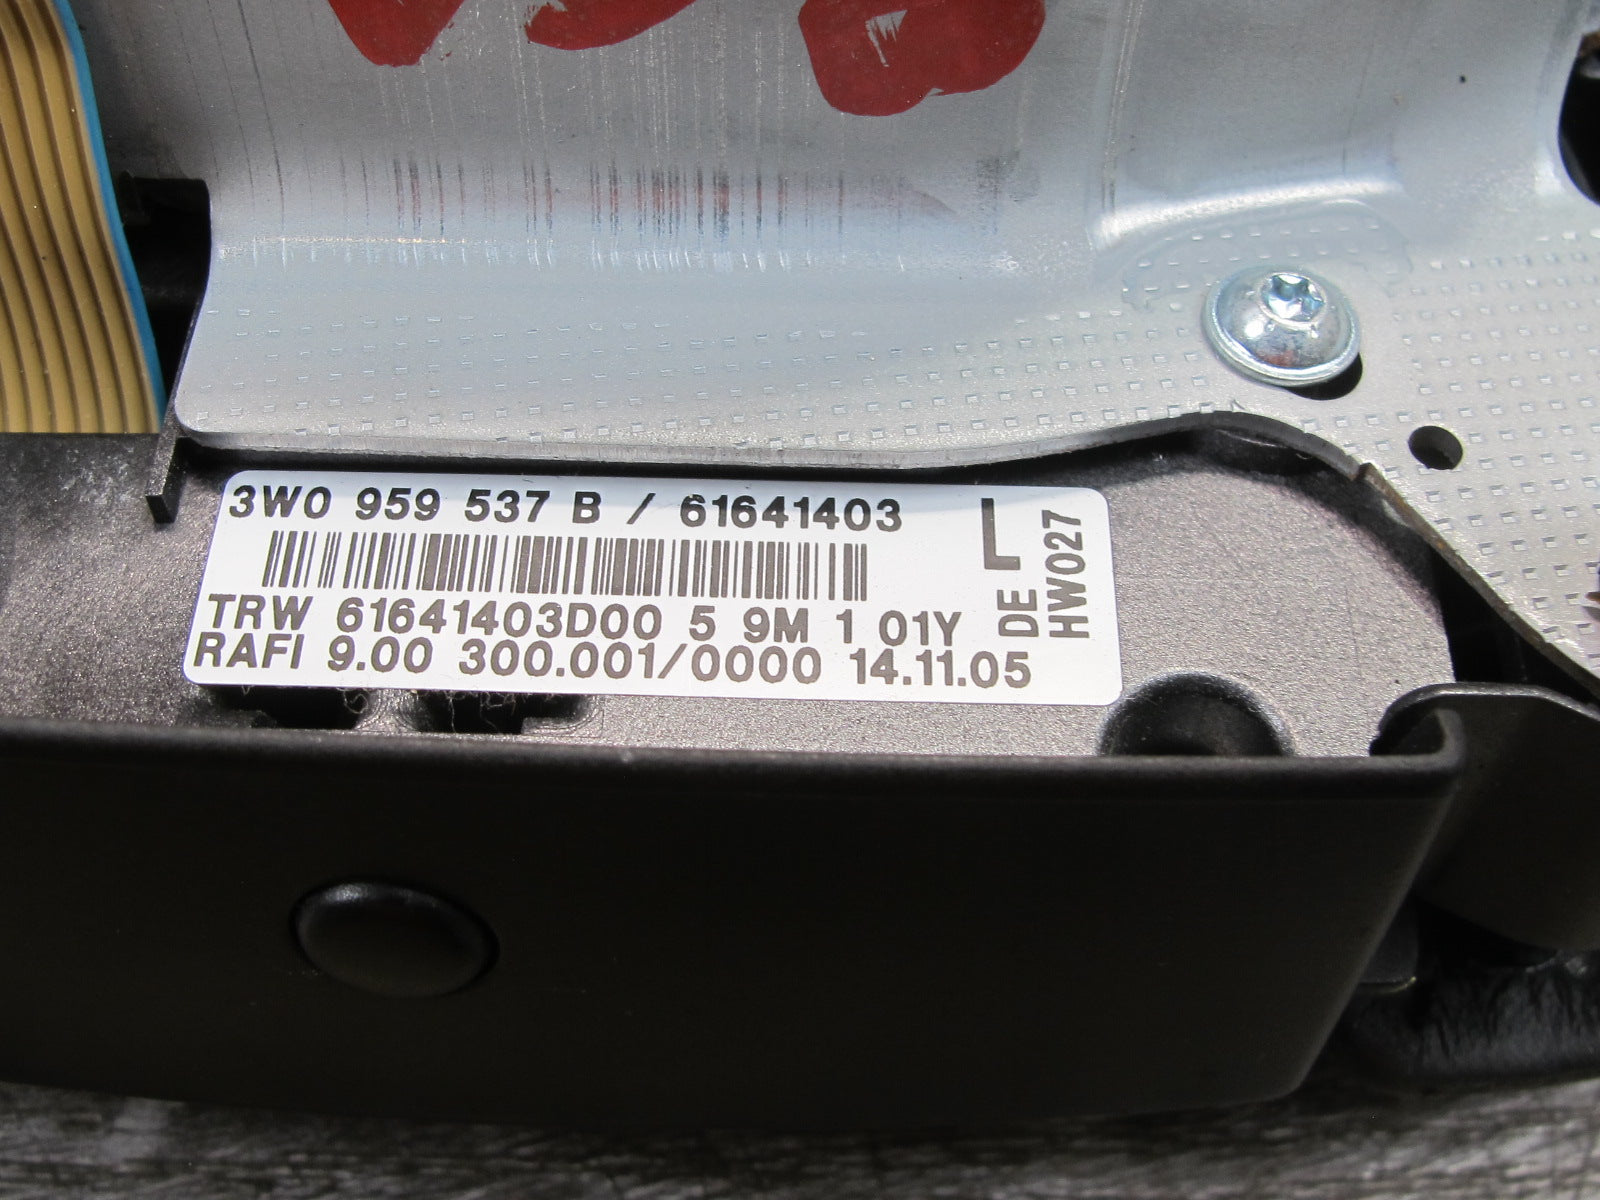 3W0 959 537 B / 61641403
TRW 61641403D00 5 9M 1 01Y
RAFI 9.00 300.001/0000 14.11.05
L
DE
HW027